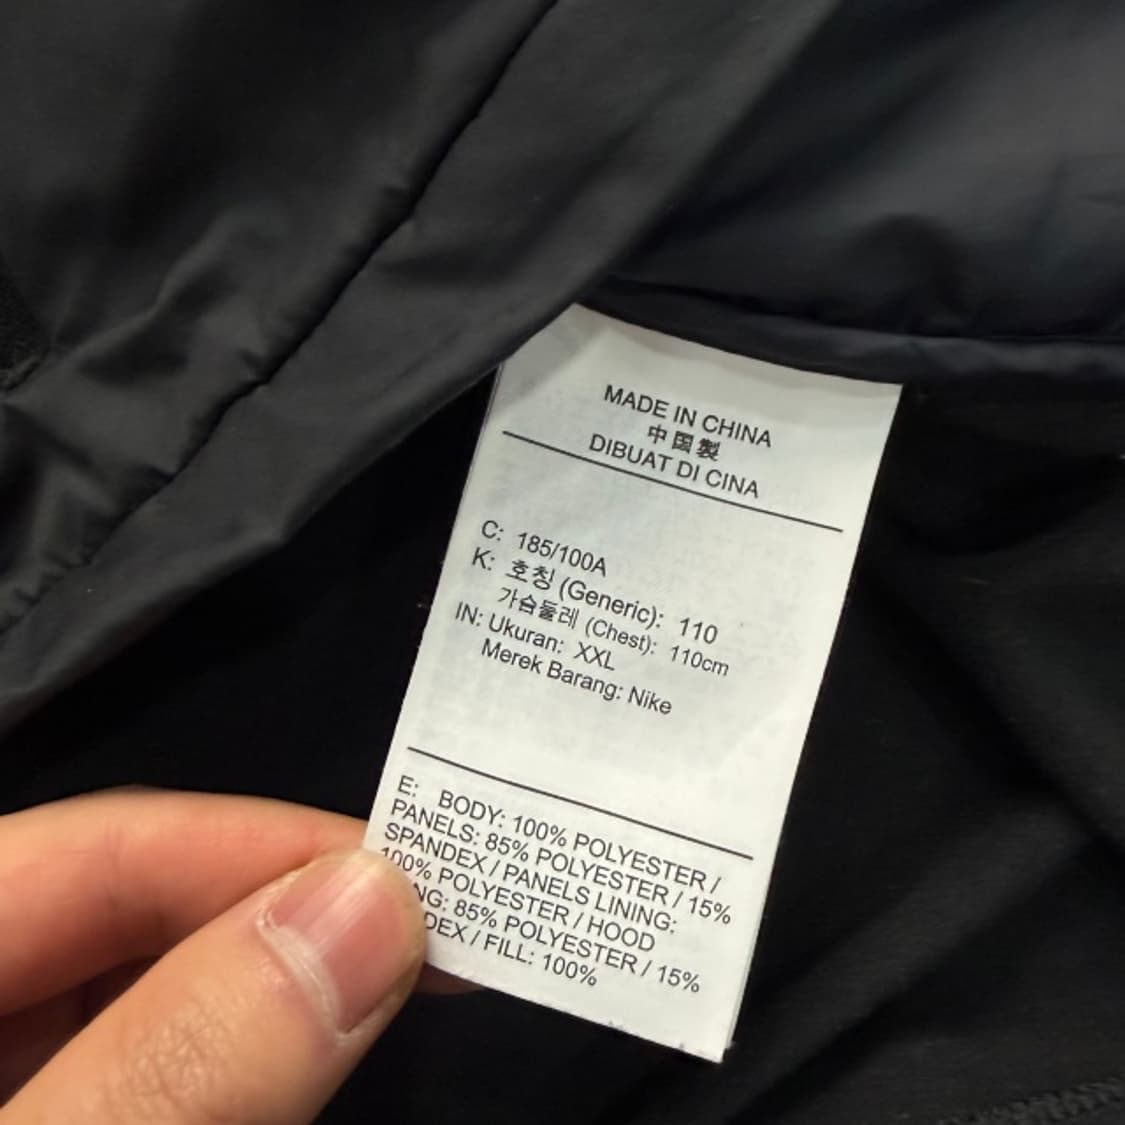 MADE IN CHINA
中国製
DIBUAT DI CINA
C: 185/100A
K: 호칭 (Generic): 110
가슴둘레 (Chest): 110cm
IN: Ukuran: XXL
Merek Barang: Nike
E: BODY: 100% POLYESTER /
PANELS: 85% POLYESTER / 15%
SPANDEX / PANELS LINING:
100% POLYESTER / HOOD
NG: 85% POLYESTER / 15%
DEX / FILL: 100%